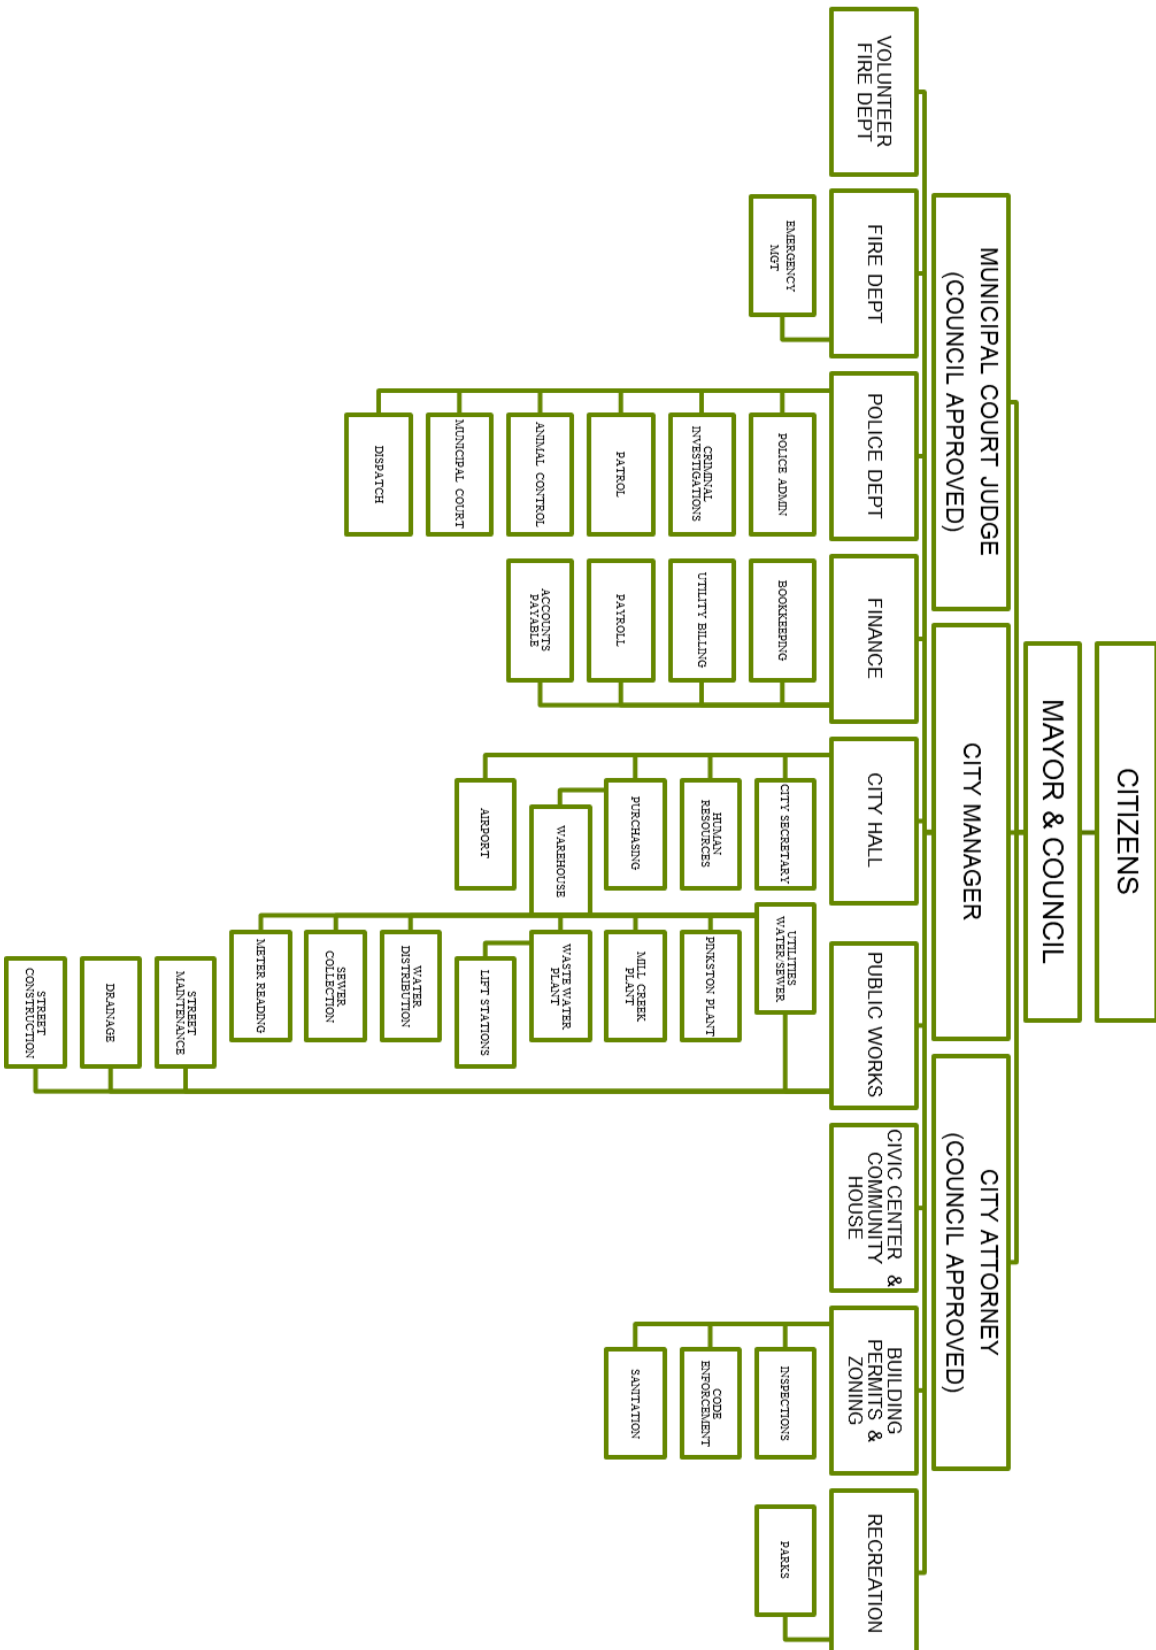 CITIZENS
MAYOR & COUNCIL
MUNICIPAL COURT JUDGE
(COUNCIL APPROVED)
CITY MANAGER
CITY ATTORNEY
(COUNCIL APPROVED)
VOLUNTEER
FIRE DEPT
FIRE DEPT
POLICE DEPT
FINANCE
CITY HALL
PUBLIC WORKS
CIVIC CENTER &
COMMUNITY
HOUSE
BUILDING
PERMITS &
ZONING
RECREATION
EMERGENCY
MGT
POLICE ADMIN
CRIMINAL
INVESTIGATIONS
PATROL
ANIMAL CONTROL
MUNICIPAL COURT
DISPATCH
BOOKKEEPING
UTILITY BILLING
PAYROLL
ACCOUNTS
PAYABLE
CITY SECRETARY
HUMAN
RESOURCES
PURCHASING
WAREHOUSE
AIRPORT
UTILITIES
WATER/SEWER
PINKSTON PLANT
MILL CREEK
PLANT
WASTE WATER
PLANT
LIFT STATIONS
WATER
DISTRIBUTION
SEWER
COLLECTION
METER READING
STREET
MAINTENANCE
DRAINAGE
STREET
CONSTRUCTION
INSPECTIONS
CODE
ENFORCEMENT
SANITATION
PARKS